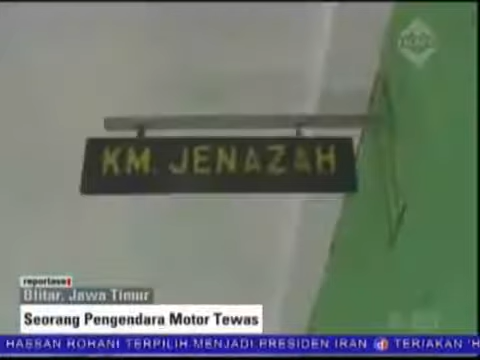 KM. JENAZAH
reportase
Blitar, Jawa Timur
Seorang Pengendara Motor Tewas
HASSAN ROHANI TERPILIH MENJADI PRESIDEN IRAN TERIAKAN 'H